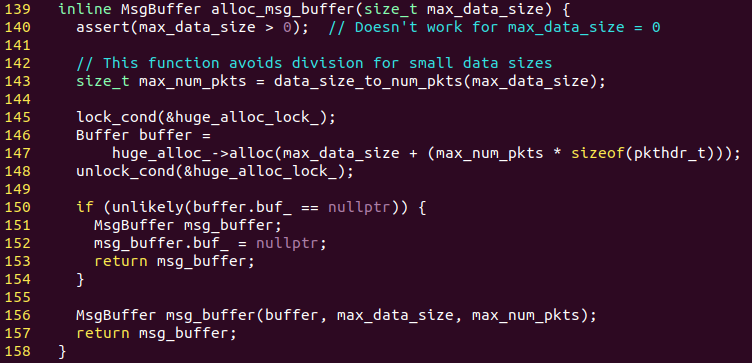 139 inline MsgBuffer alloc_msg_buffer(size_t max_data_size) {
140 assert(max_data_size > 0); // Doesn't work for max_data_size = 0
141
142 // This function avoids division for small data sizes
143 size_t max_num_pkts = data_size_to_num_pkts(max_data_size);
144
145 lock_cond(&huge_alloc_lock_);
146 Buffer buffer =
147 huge_alloc_->alloc(max_data_size + (max_num_pkts * sizeof(pkthdr_t)));
148 unlock_cond(&huge_alloc_lock_);
149
150 if (unlikely(buffer.buf_ == nullptr)) {
151 MsgBuffer msg_buffer;
152 msg_buffer.buf_ = nullptr;
153 return msg_buffer;
154 }
155
156 MsgBuffer msg_buffer(buffer, max_data_size, max_num_pkts);
157 return msg_buffer;
158 }